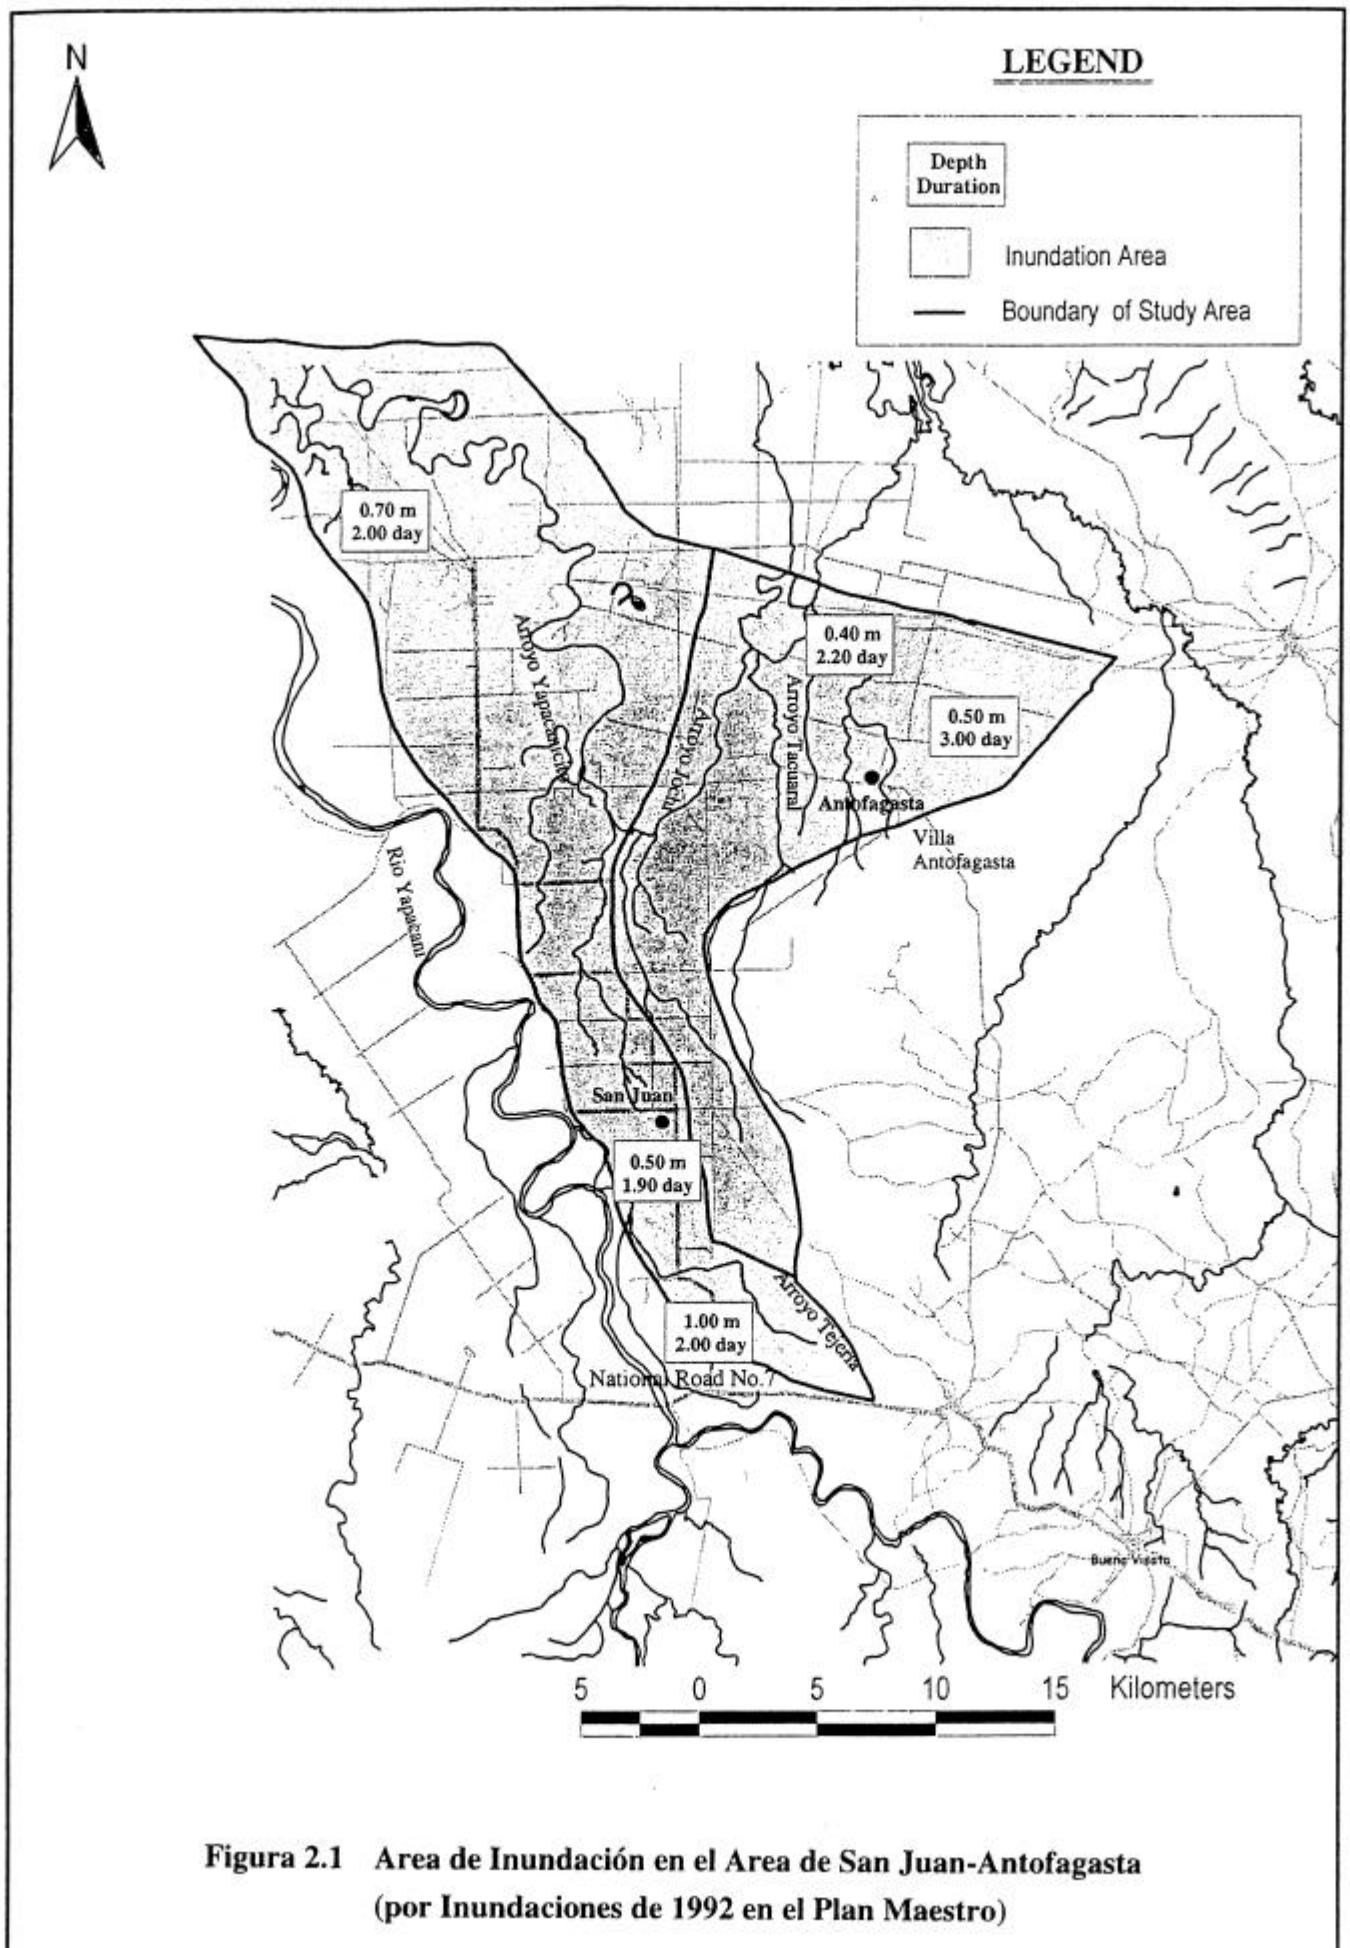 N
LEGEND
Depth
Duration
Inundation Area
Boundary of Study Area
0.70 m
2.00 day
0.40 m
2.20 day
0.50 m
3.00 day
Arroyo Yapacanicito
Arroyo Jochi
Arroyo Tacuaral
Antofagasta
Villa
Antofagasta
Rio Yapacani
San Juan
0.50 m
1.90 day
Arroyo Tejeria
1.00 m
2.00 day
National Road No.7
Buena Vissta
5 0 5 10 15 Kilometers
Figura 2.1 Area de Inundación en el Area de San Juan-Antofagasta
(por Inundaciones de 1992 en el Plan Maestro)